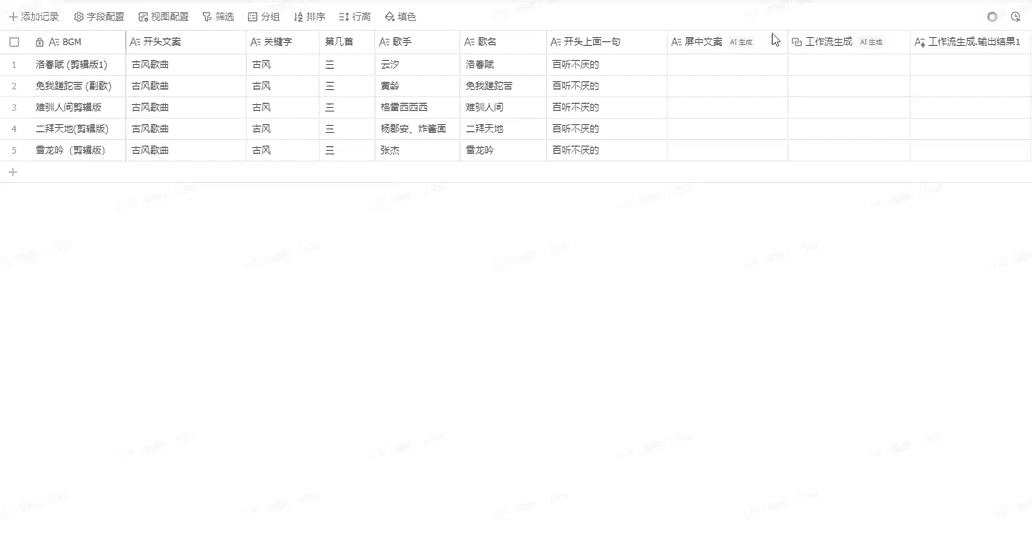 添加记录 字段配置 视图配置 筛选 分组 排序 行高 填色
BGM 开头文案 关键字 第几首 歌手 歌名 开头上面一句 屏中文案 AI 生成 工作流生成 AI 生成 工作流生成.输出结果1
1 洛春赋 (剪辑版1) 古风歌曲 古风 三 云汐 洛春赋 百听不厌的
2 免我蹉跎苦 (副歌) 古风歌曲 古风 三 黄龄 免我蹉跎苦 百听不厌的
3 难驯人间剪辑版 古风歌曲 古风 三 格雷西西西 难驯人间 百听不厌的
4 二拜天地(剪辑版) 古风歌曲 古风 三 杨郡安、炸酱面 二拜天地 百听不厌的
5 雪龙吟（剪辑版) 古风歌曲 古风 三 张杰 雪龙吟 百听不厌的